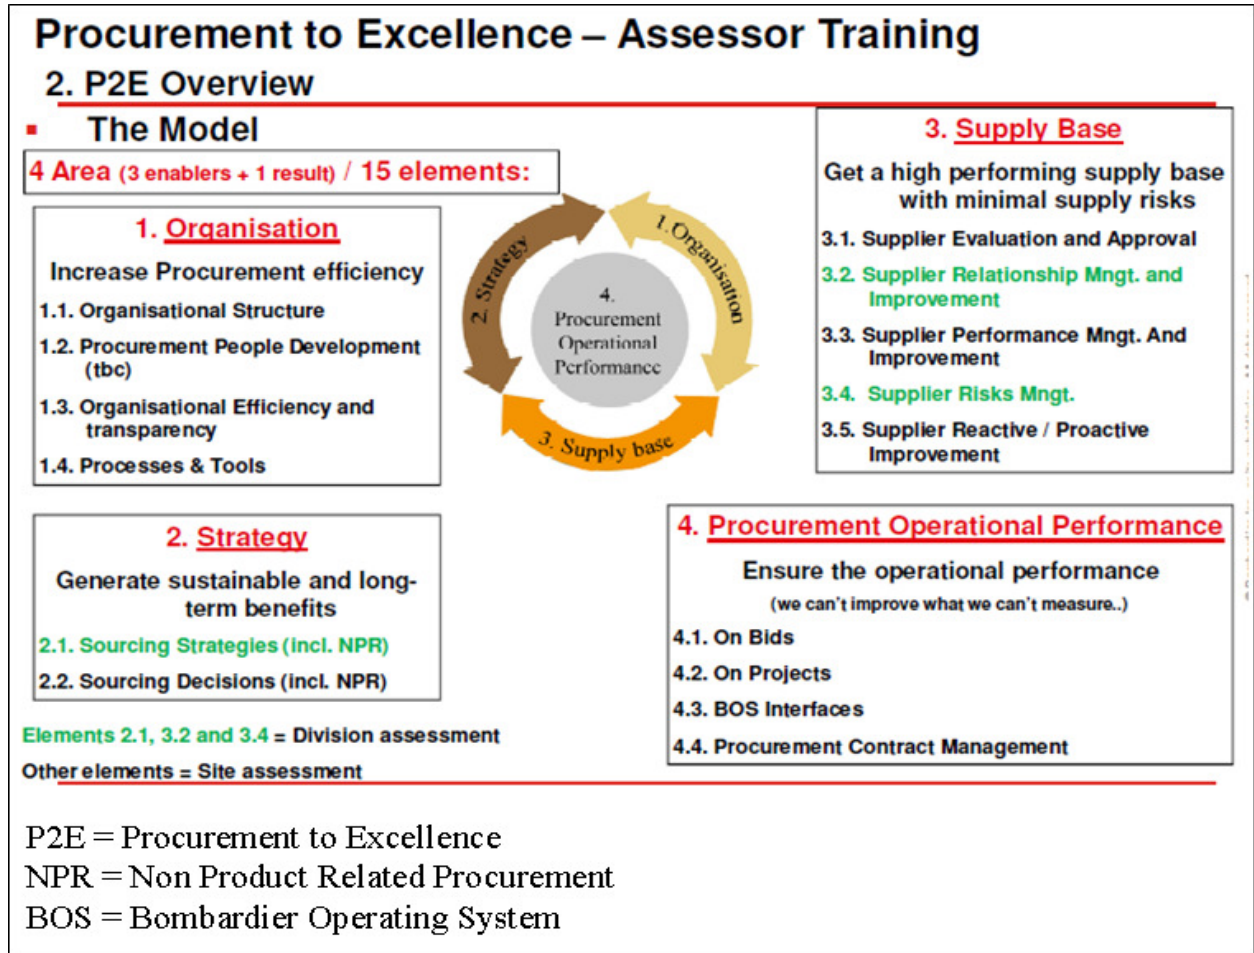 Procurement to Excellence – Assessor Training
2. P2E Overview
▪ The Model
4 Area (3 enablers + 1 result) / 15 elements:
1. Organisation
Increase Procurement efficiency
1.1. Organisational Structure
1.2. Procurement People Development
(tbc)
1.3. Organisational Efficiency and
transparency
1.4. Processes & Tools
2. Strategy
Generate sustainable and long-
term benefits
2.1. Sourcing Strategies (incl. NPR)
2.2. Sourcing Decisions (incl. NPR)
Elements 2.1, 3.2 and 3.4 = Division assessment
Other elements = Site assessment
2. Strategy
1. Organisation
4.
Procurement
Operational
Performance
3. Supply base
3. Supply Base
Get a high performing supply base
with minimal supply risks
3.1. Supplier Evaluation and Approval
3.2. Supplier Relationship Mngt. and
Improvement
3.3. Supplier Performance Mngt. And
Improvement
3.4. Supplier Risks Mngt.
3.5. Supplier Reactive / Proactive
Improvement
4. Procurement Operational Performance
Ensure the operational performance
(we can't improve what we can't measure..)
4.1. On Bids
4.2. On Projects
4.3. BOS Interfaces
4.4. Procurement Contract Management
P2E = Procurement to Excellence
NPR = Non Product Related Procurement
BOS = Bombardier Operating System